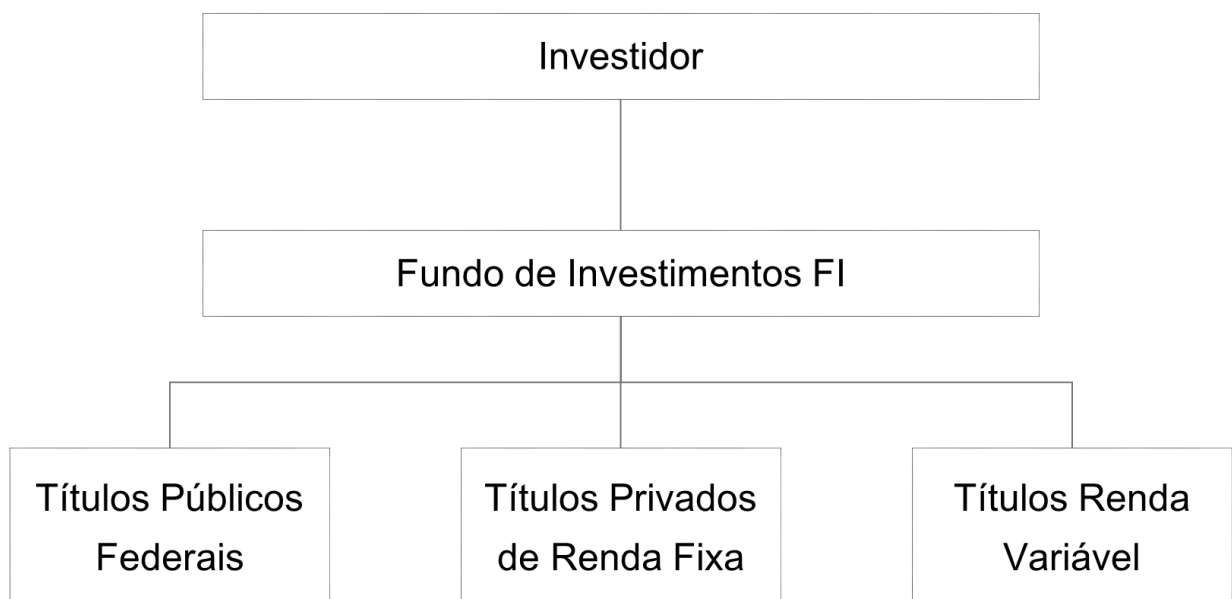 Investidor
Fundo de Investimentos FI
Títulos Públicos
Federais
Títulos Privados
de Renda Fixa
Títulos Renda
Variável